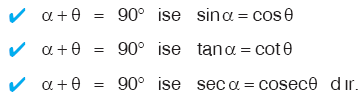 ✔ α + θ = 90° ise sinα = cosθ
✔ α + θ = 90° ise tanα = cotθ
✔ α + θ = 90° ise secα = cosecθ dır.